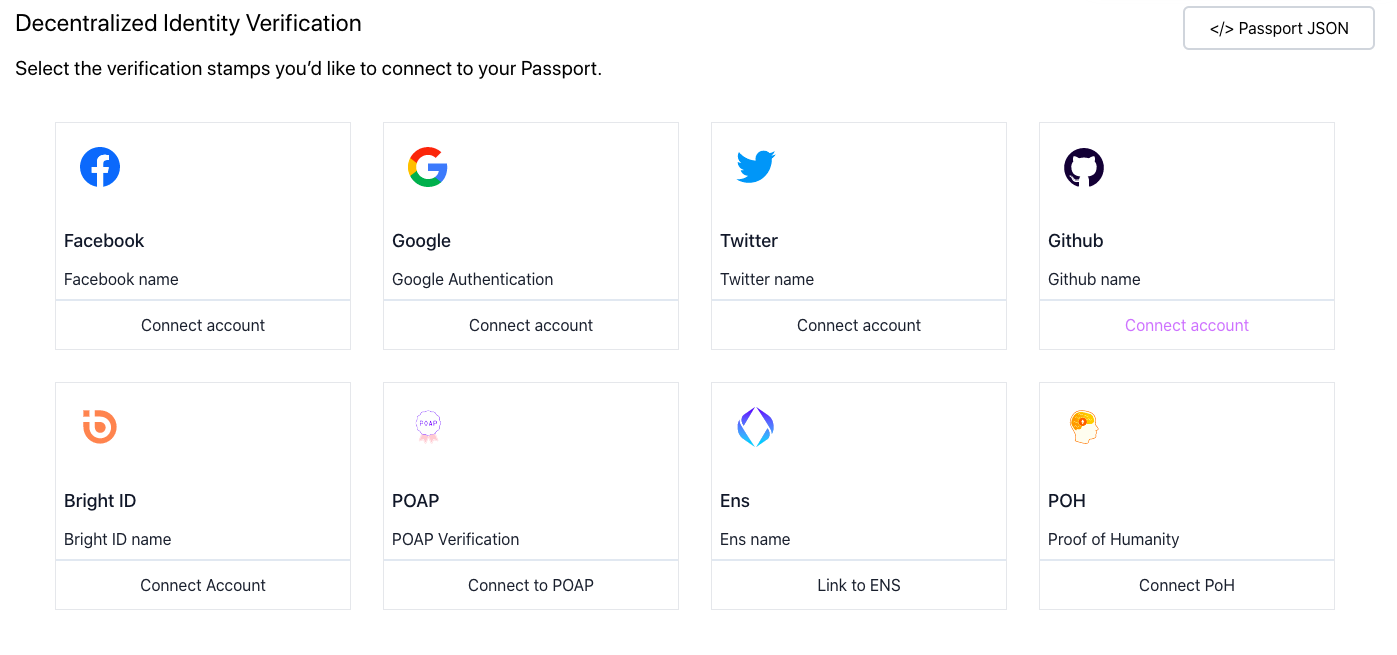 Decentralized Identity Verification
</> Passport JSON
Select the verification stamps you’d like to connect to your Passport.
Facebook
Facebook name
Connect account
Google
Google Authentication
Connect account
Twitter
Twitter name
Connect account
Github
Github name
Connect account
Bright ID
Bright ID name
Connect Account
POAP
POAP
POAP Verification
Connect to POAP
Ens
Ens name
Link to ENS
POH
Proof of Humanity
Connect PoH